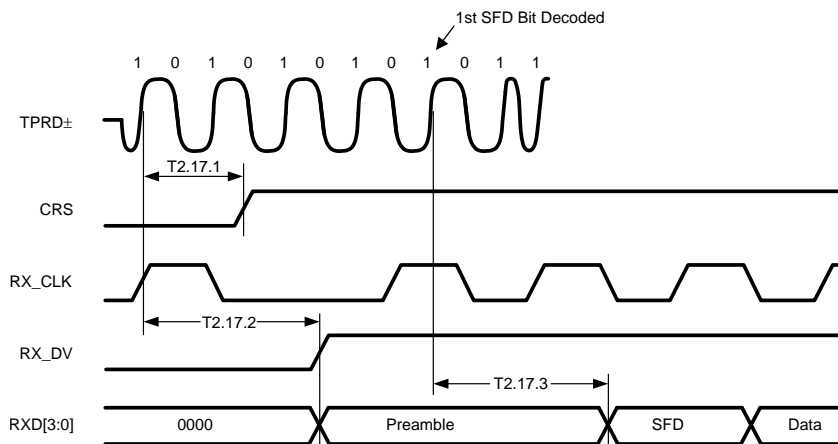 1st SFD Bit Decoded
1 0 1 0 1 0 1 0 1 0 1 1
TPRD±
T2.17.1
CRS
RX_CLK
T2.17.2
RX_DV
T2.17.3
RXD[3:0] 0000 Preamble SFD Data